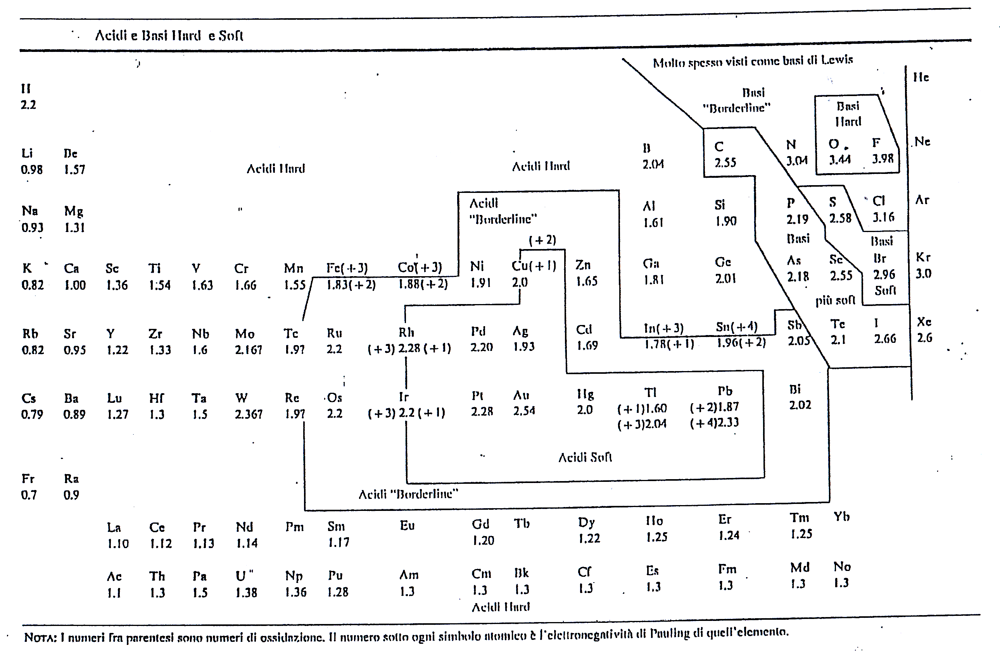 Acidi e Basi Hard e Soft
Molto spesso visti come basi di Lewis
H He
2.2
Basi
"Borderline"
Basi
Hard
Li Be B C N O F Ne
0.98 1.57 2.04 2.55 3.04 3.44 3.98
Acidi Hard Acidi Hard
Acidi
"Borderline"
Na Mg Al Si P S Cl Ar
0.93 1.31 1.61 1.90 2.19 2.58 3.16
(+2)
Basi Basi
K Ca Sc Ti V Cr Mn Fe(+3) Co(+3) Ni Cu(+1) Zn Ga Ge As Se Br Kr
0.82 1.00 1.36 1.54 1.63 1.66 1.55 1.83(+2) 1.88(+2) 1.91 2.0 1.65 1.81 2.01 2.18 2.55 2.96 3.0
più soft Soft
Rb Sr Y Zr Nb Mo Tc Ru Rh Pd Ag Cd In(+3) Sn(+4) Sb Te I Xe
0.82 0.95 1.22 1.33 1.6 2.167 1.97 2.2 (+3) 2.28 (+1) 2.20 1.93 1.69 1.78(+1) 1.96(+2) 2.05 2.1 2.66 2.6
Cs Ba Lu Hf Ta W Re Os Ir Pt Au Hg Tl Pb Bi
0.79 0.89 1.27 1.3 1.5 2.367 1.97 2.2 (+3) 2.2 (+1) 2.28 2.54 2.0 (+1)1.60 (+2)1.87 2.02
(+3)2.04 (+4)2.33
Acidi Soft
Fr Ra
0.7 0.9
Acidi "Borderline"
La Ce Pr Nd Pm Sm Eu Gd Tb Dy Ho Er Tm Yb
1.10 1.12 1.13 1.14 1.17 1.20 1.22 1.25 1.24 1.25
Ac Th Pa U Np Pu Am Cm Bk Cf Es Fm Md No
1.1 1.3 1.5 1.38 1.36 1.28 1.3 1.3 1.3 1.3 1.3 1.3 1.3 1.3
Acidi Hard
NOTA: I numeri fra parentesi sono numeri di ossidazione. Il numero sotto ogni simbolo atomico è l'elettronegatività di Pauling di quell'elemento.